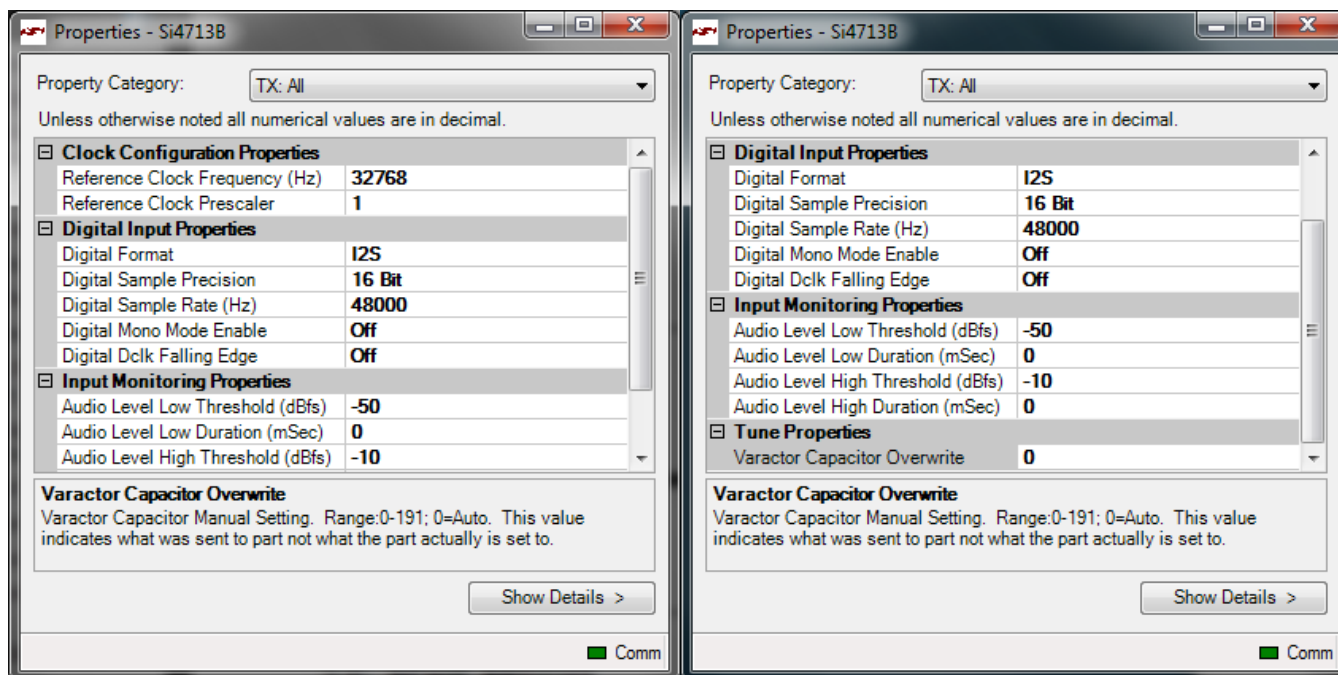 Properties - Si4713B
Property Category: TX: All
Unless otherwise noted all numerical values are in decimal.
Clock Configuration Properties
Reference Clock Frequency (Hz) 32768
Reference Clock Prescaler 1
Digital Input Properties
Digital Format I2S
Digital Sample Precision 16 Bit
Digital Sample Rate (Hz) 48000
Digital Mono Mode Enable Off
Digital Dclk Falling Edge Off
Input Monitoring Properties
Audio Level Low Threshold (dBfs) -50
Audio Level Low Duration (mSec) 0
Audio Level High Threshold (dBfs) -10
Varactor Capacitor Overwrite
Varactor Capacitor Manual Setting. Range:0-191; 0=Auto. This value
indicates what was sent to part not what the part actually is set to.
Show Details >
Comm
Properties - Si4713B
Property Category: TX: All
Unless otherwise noted all numerical values are in decimal.
Digital Input Properties
Digital Format I2S
Digital Sample Precision 16 Bit
Digital Sample Rate (Hz) 48000
Digital Mono Mode Enable Off
Digital Dclk Falling Edge Off
Input Monitoring Properties
Audio Level Low Threshold (dBfs) -50
Audio Level Low Duration (mSec) 0
Audio Level High Threshold (dBfs) -10
Audio Level High Duration (mSec) 0
Tune Properties
Varactor Capacitor Overwrite 0
Varactor Capacitor Overwrite
Varactor Capacitor Manual Setting. Range:0-191; 0=Auto. This value
indicates what was sent to part not what the part actually is set to.
Show Details >
Comm